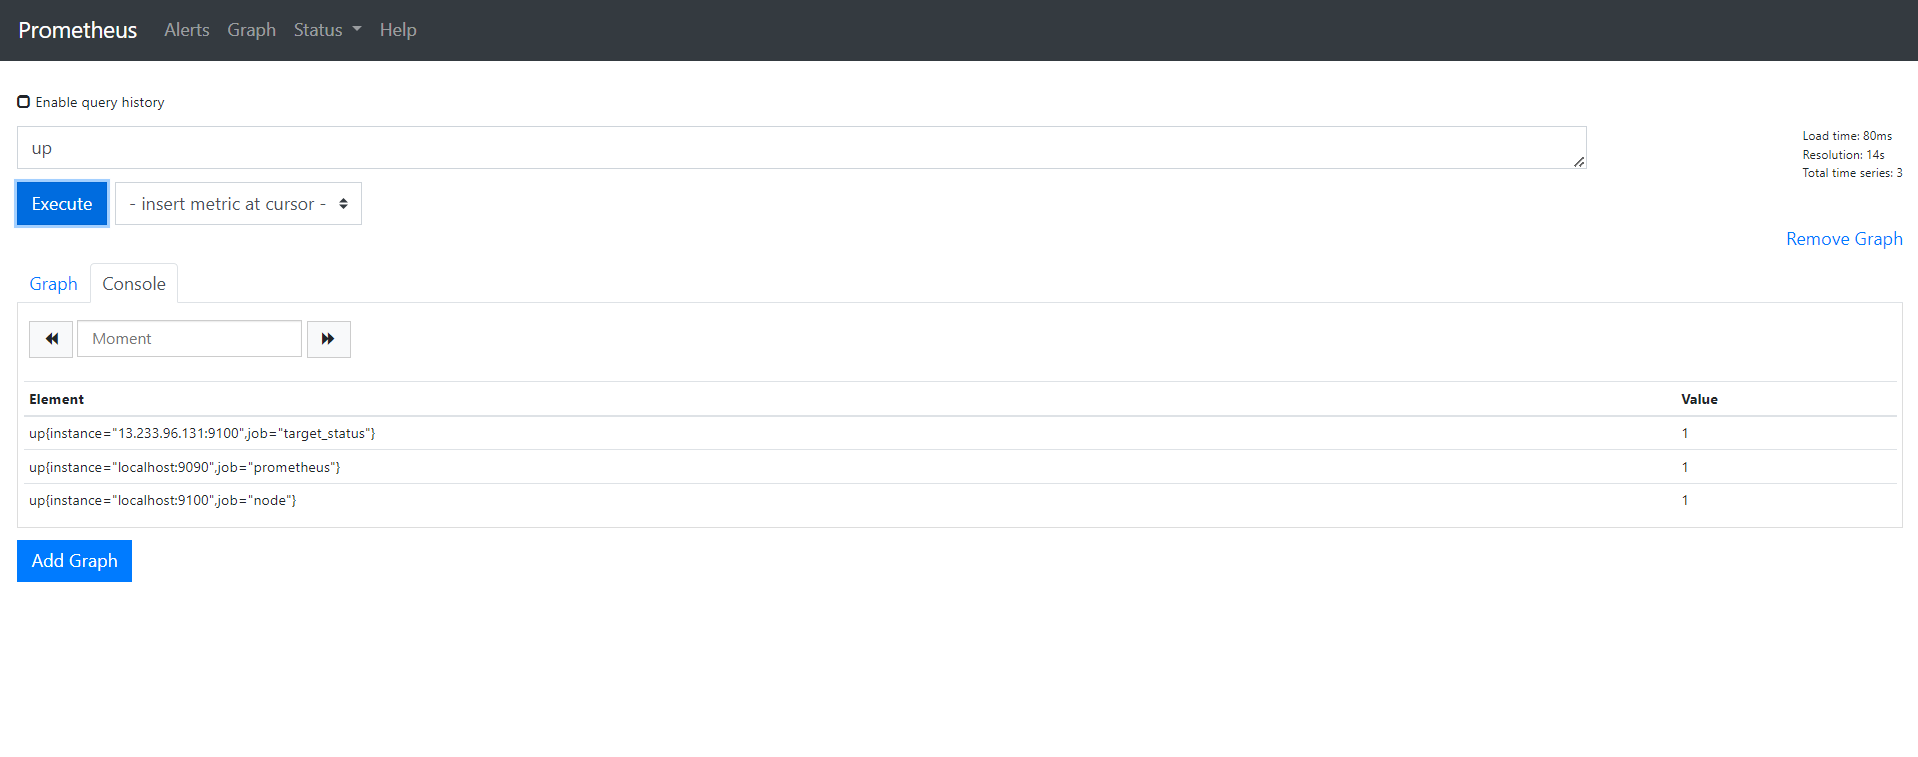 Prometheus Alerts Graph Status Help
Enable query history
up
Load time: 80ms
Resolution: 14s
Total time series: 3
Execute - insert metric at cursor -
Remove Graph
Graph Console
Moment
Element Value
up{instance="13.233.96.131:9100",job="target_status"} 1
up{instance="localhost:9090",job="prometheus"} 1
up{instance="localhost:9100",job="node"} 1
Add Graph